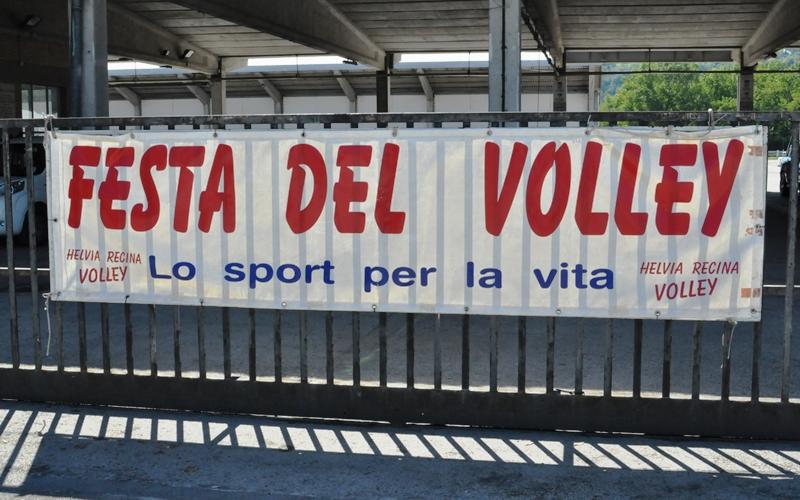 FESTA DEL VOLLEY
HELVIA RECINA
VOLLEY
Lo sport per la vita
HELVIA RECINA
VOLLEY